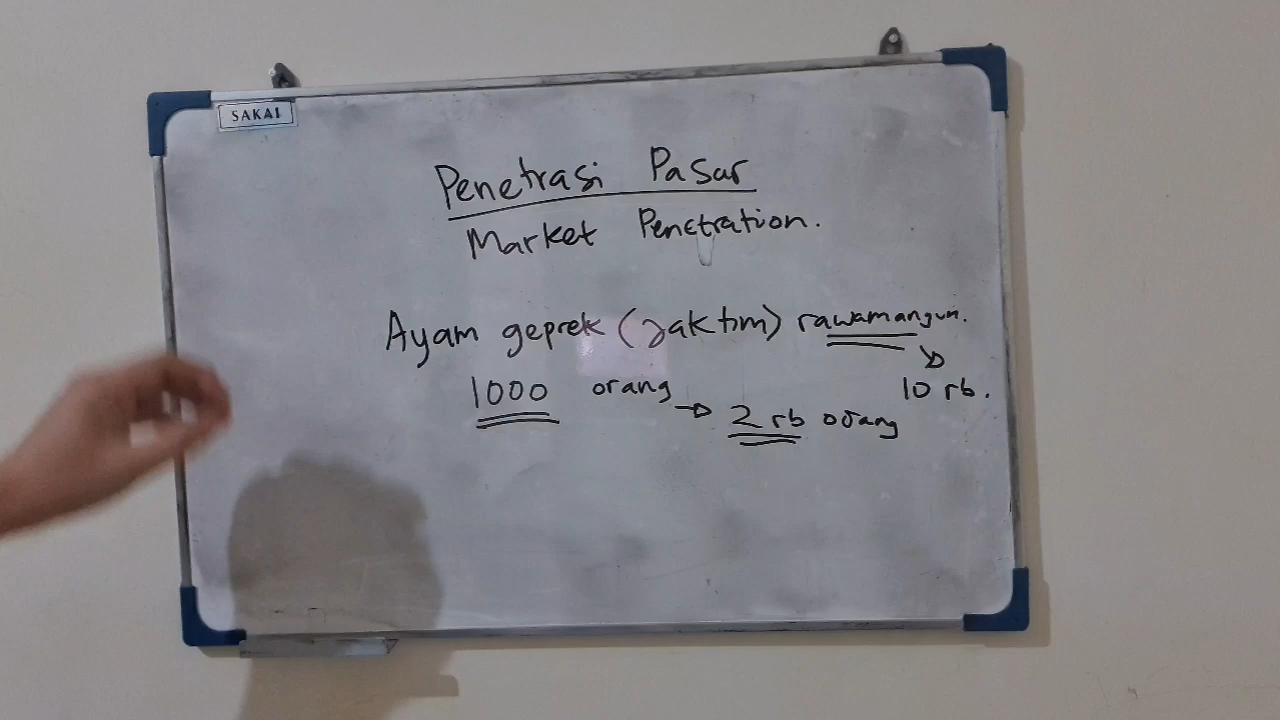 SAKAI
Penetrasi Pasar
Market Penetration.
Ayam geprek (Jaktim) rawamangun.
10 rb.
1000 orang → 2 rb orang